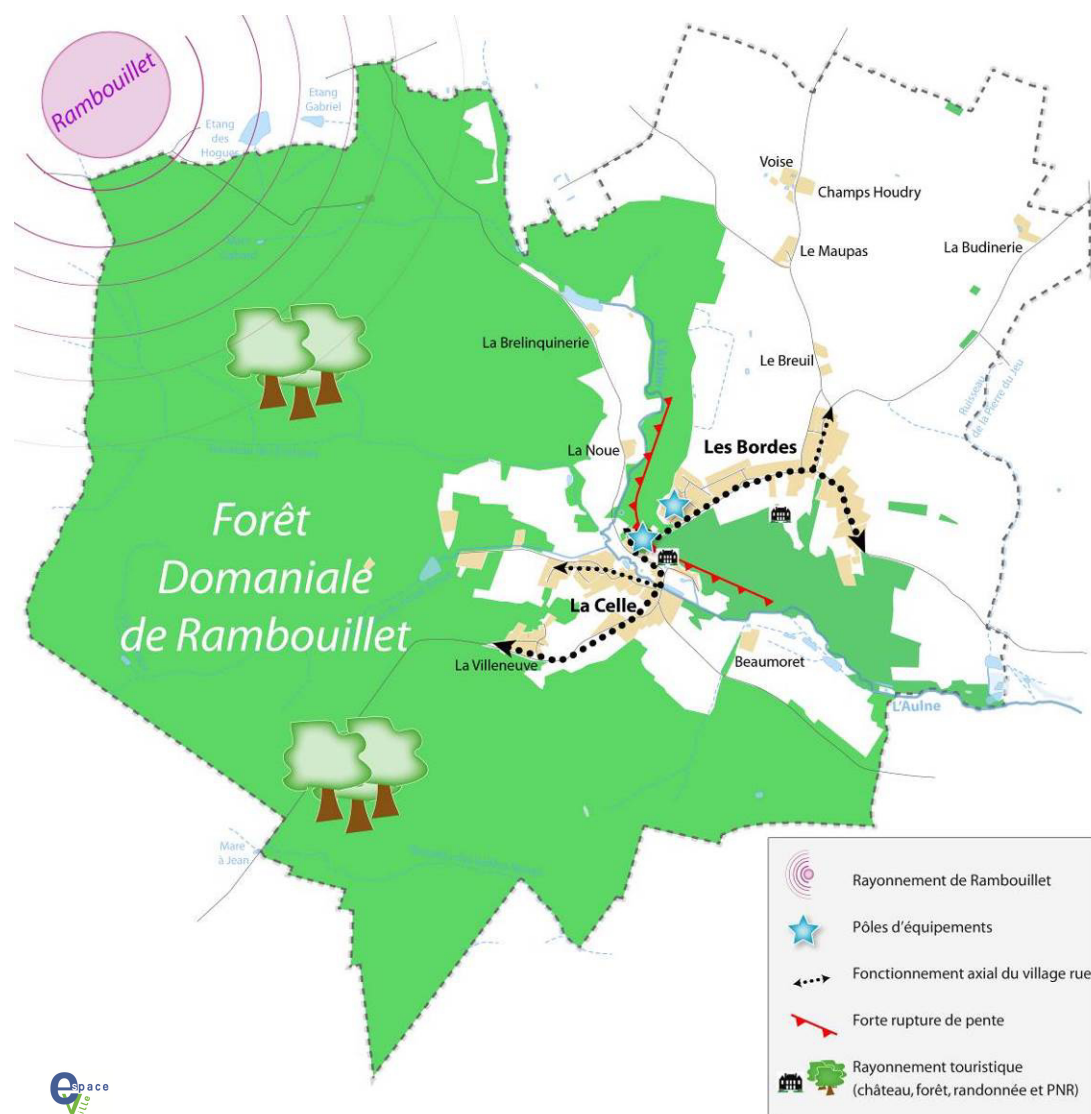 Rambouillet
Etang
Gabriel
Etang
des
Hogues
Voise
Champs Houdry
Le Maupas
La Budinerie
La Brelinquinerie
Le Breuil
Ruisseau
de la Pierre du Jeu
La Noue
Les Bordes
Forêt
Domaniale
de Rambouillet
La Celle
La Villeneuve
Beaumoret
L'Aulne
Mare
à Jean
Rayonnement de Rambouillet
Pôles d'équipements
Fonctionnement axial du village rue
Forte rupture de pente
Rayonnement touristique
(château, forêt, randonnée et PNR)
espace
ville